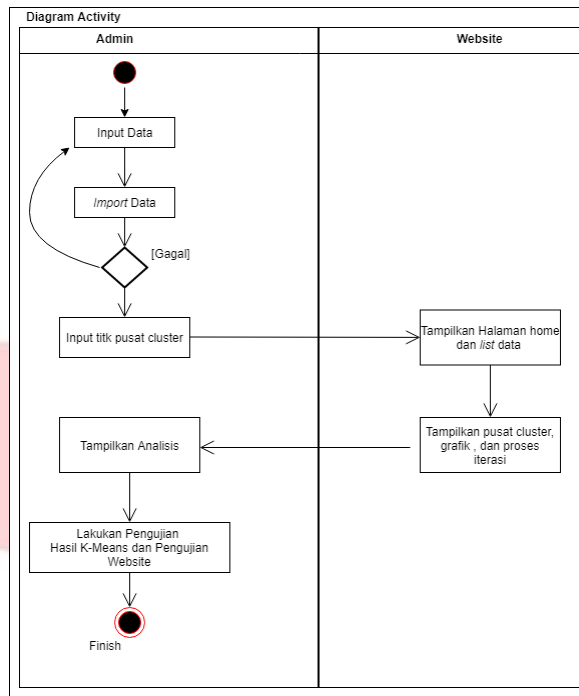 Diagram Activity
Admin
Website
Input Data
Import Data
[Gagal]
Input titk pusat cluster
Tampilkan Halaman home
dan list data
Tampilkan pusat cluster,
grafik , dan proses
iterasi
Tampilkan Analisis
Lakukan Pengujian
Hasil K-Means dan Pengujian
Website
Finish